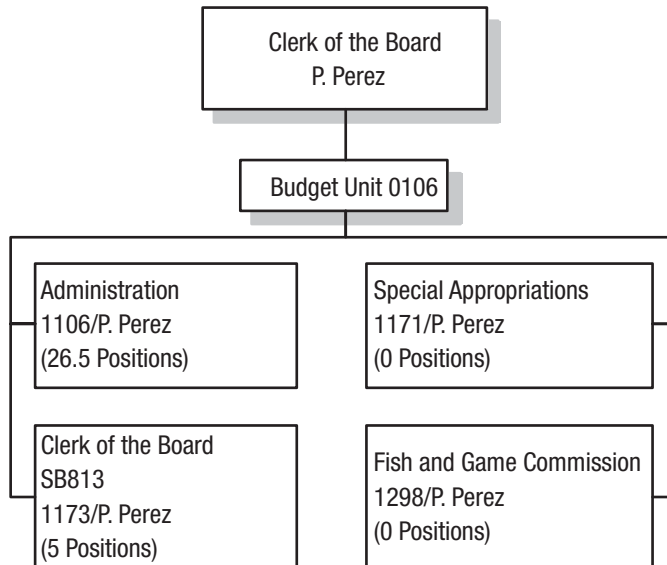 Clerk of the Board
P. Perez
Budget Unit 0106
Administration
1106/P. Perez
(26.5 Positions)
Special Appropriations
1171/P. Perez
(0 Positions)
Clerk of the Board
SB813
1173/P. Perez
(5 Positions)
Fish and Game Commission
1298/P. Perez
(0 Positions)